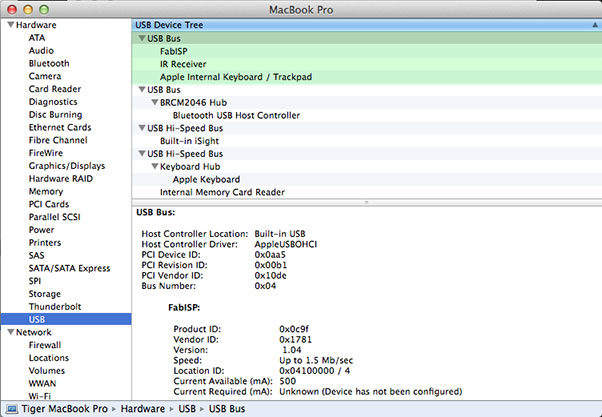 MacBook Pro
Hardware
ATA
Audio
Bluetooth
Camera
Card Reader
Diagnostics
Disc Burning
Ethernet Cards
Fibre Channel
FireWire
Graphics/Displays
Hardware RAID
Memory
PCI Cards
Parallel SCSI
Power
Printers
SAS
SATA/SATA Express
SPI
Storage
Thunderbolt
USB
Network
Firewall
Locations
Volumes
WWAN
Wi-Fi
USB Device Tree
USB Bus
FabISP
IR Receiver
Apple Internal Keyboard / Trackpad
USB Bus
BRCM2046 Hub
Bluetooth USB Host Controller
USB Hi-Speed Bus
Built-in iSight
USB Hi-Speed Bus
Keyboard Hub
Apple Keyboard
Internal Memory Card Reader
USB Bus:
Host Controller Location: Built-in USB
Host Controller Driver: AppleUSBOHCI
PCI Device ID: 0x0aa5
PCI Revision ID: 0x00b1
PCI Vendor ID: 0x10de
Bus Number: 0x04
FabISP:
Product ID: 0x0c9f
Vendor ID: 0x1781
Version: 1.04
Speed: Up to 1.5 Mb/sec
Location ID: 0x04100000 / 4
Current Available (mA): 500
Current Required (mA): Unknown (Device has not been configured)
Tiger MacBook Pro Hardware USB USB Bus